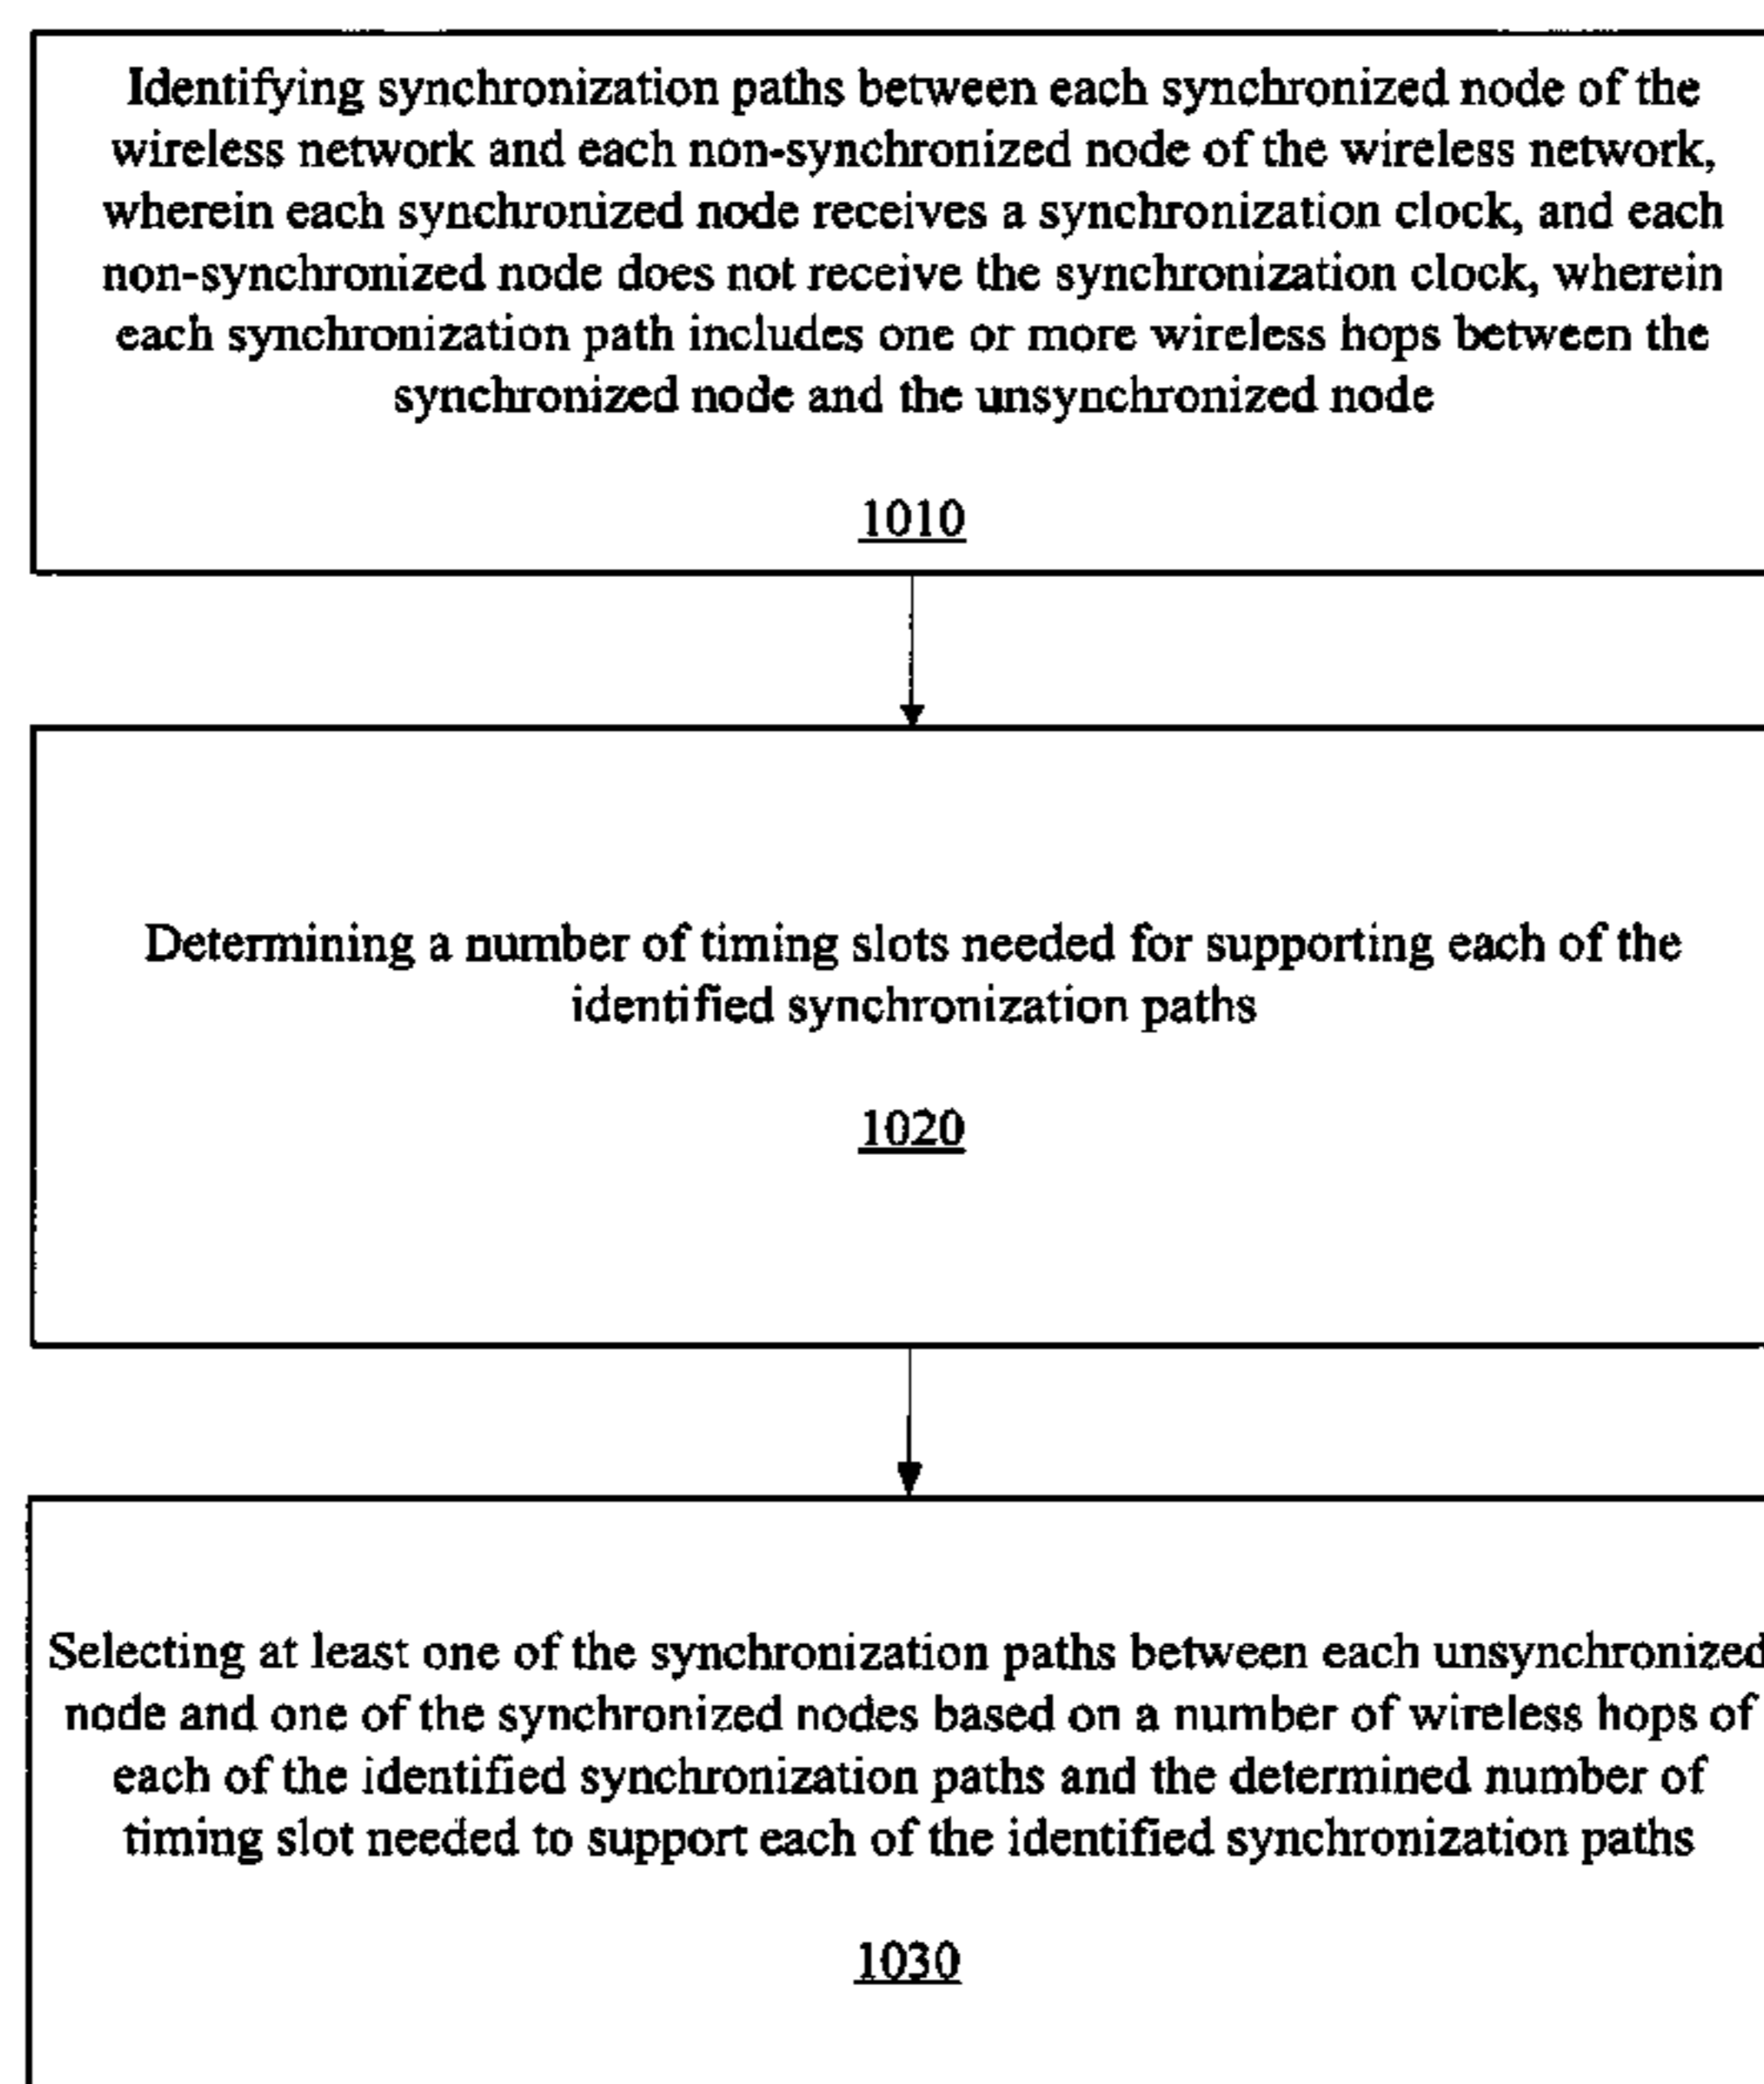 Identifying synchronization paths between each synchronized node of the
wireless network and each non-synchronized node of the wireless network,
wherein each synchronized node receives a synchronization clock, and each
non-synchronized node does not receive the synchronization clock, wherein
each synchronization path includes one or more wireless hops between the
synchronized node and the unsynchronized node
1010
Determining a number of timing slots needed for supporting each of the
identified synchronization paths
1020
Selecting at least one of the synchronization paths between each unsynchronized
node and one of the synchronized nodes based on a number of wireless hops of
each of the identified synchronization paths and the determined number of
timing slot needed to support each of the identified synchronization paths
1030